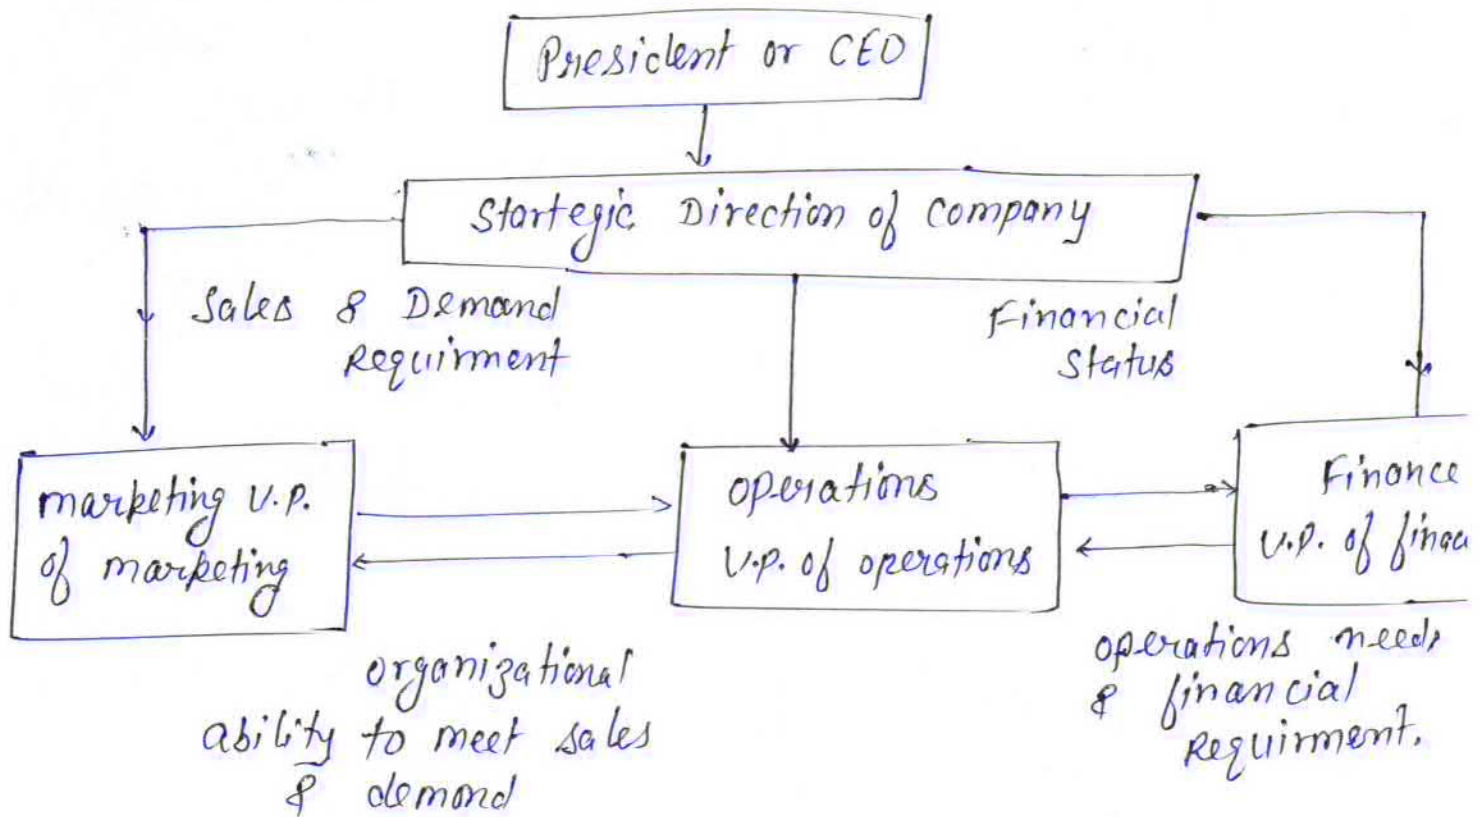 President or CEO
Startegic Direction of Company
Sales & Demand
Requirment
Financial
Status
marketing V.P.
of marketing
operations
V.P. of operations
Finance
V.P. of
organizational
ability to meet sales
& demond
operations needs
& financial
Requirment.